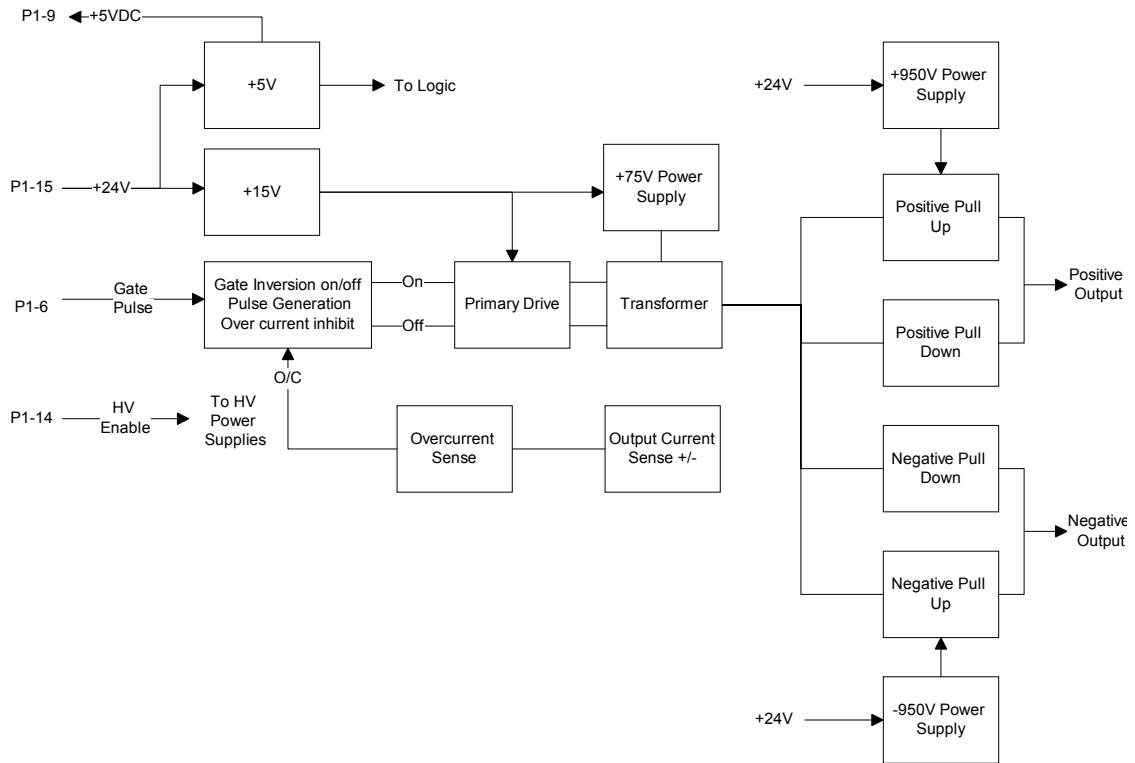 P1-9
+5VDC
+5V
To Logic
+24V
+950V Power
Supply
P1-15
+24V
+15V
+75V Power
Supply
Positive Pull
Up
P1-6
Gate
Pulse
Gate Inversion on/off
Pulse Generation
Over current inhibit
On
Off
Primary Drive
Transformer
Positive
Output
Positive Pull
Down
O/C
P1-14
HV
Enable
To HV
Power
Supplies
Overcurrent
Sense
Output Current
Sense +/-
Negative Pull
Down
Negative
Output
Negative Pull
Up
+24V
-950V Power
Supply